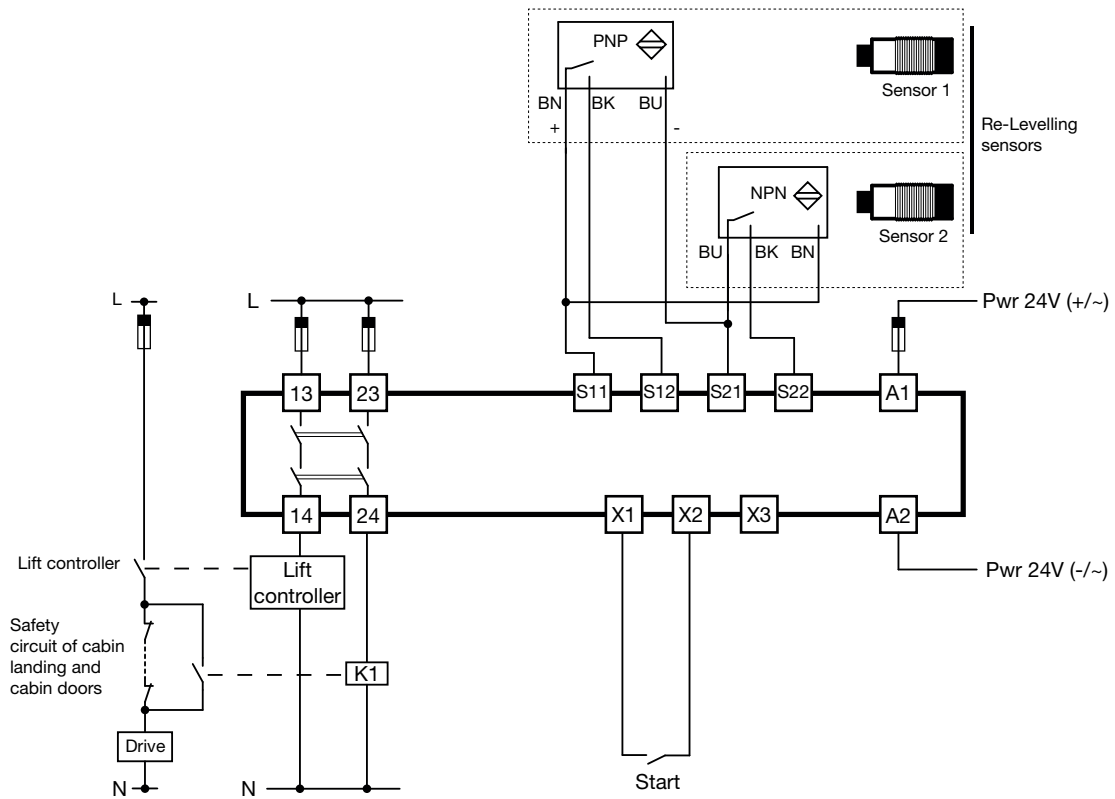 PNP
BN
BK
BU
+
-
Sensor 1
Re-Levelling
sensors
NPN
BU
BK
BN
Sensor 2
L
L
Pwr 24V (+/~)
13
23
S11
S12
S21
S22
A1
14
24
X1
X2
X3
A2
Lift controller
Lift
controller
Pwr 24V (-/~)
Safety
circuit of cabin
landing and
cabin doors
K1
Drive
Start
N
N